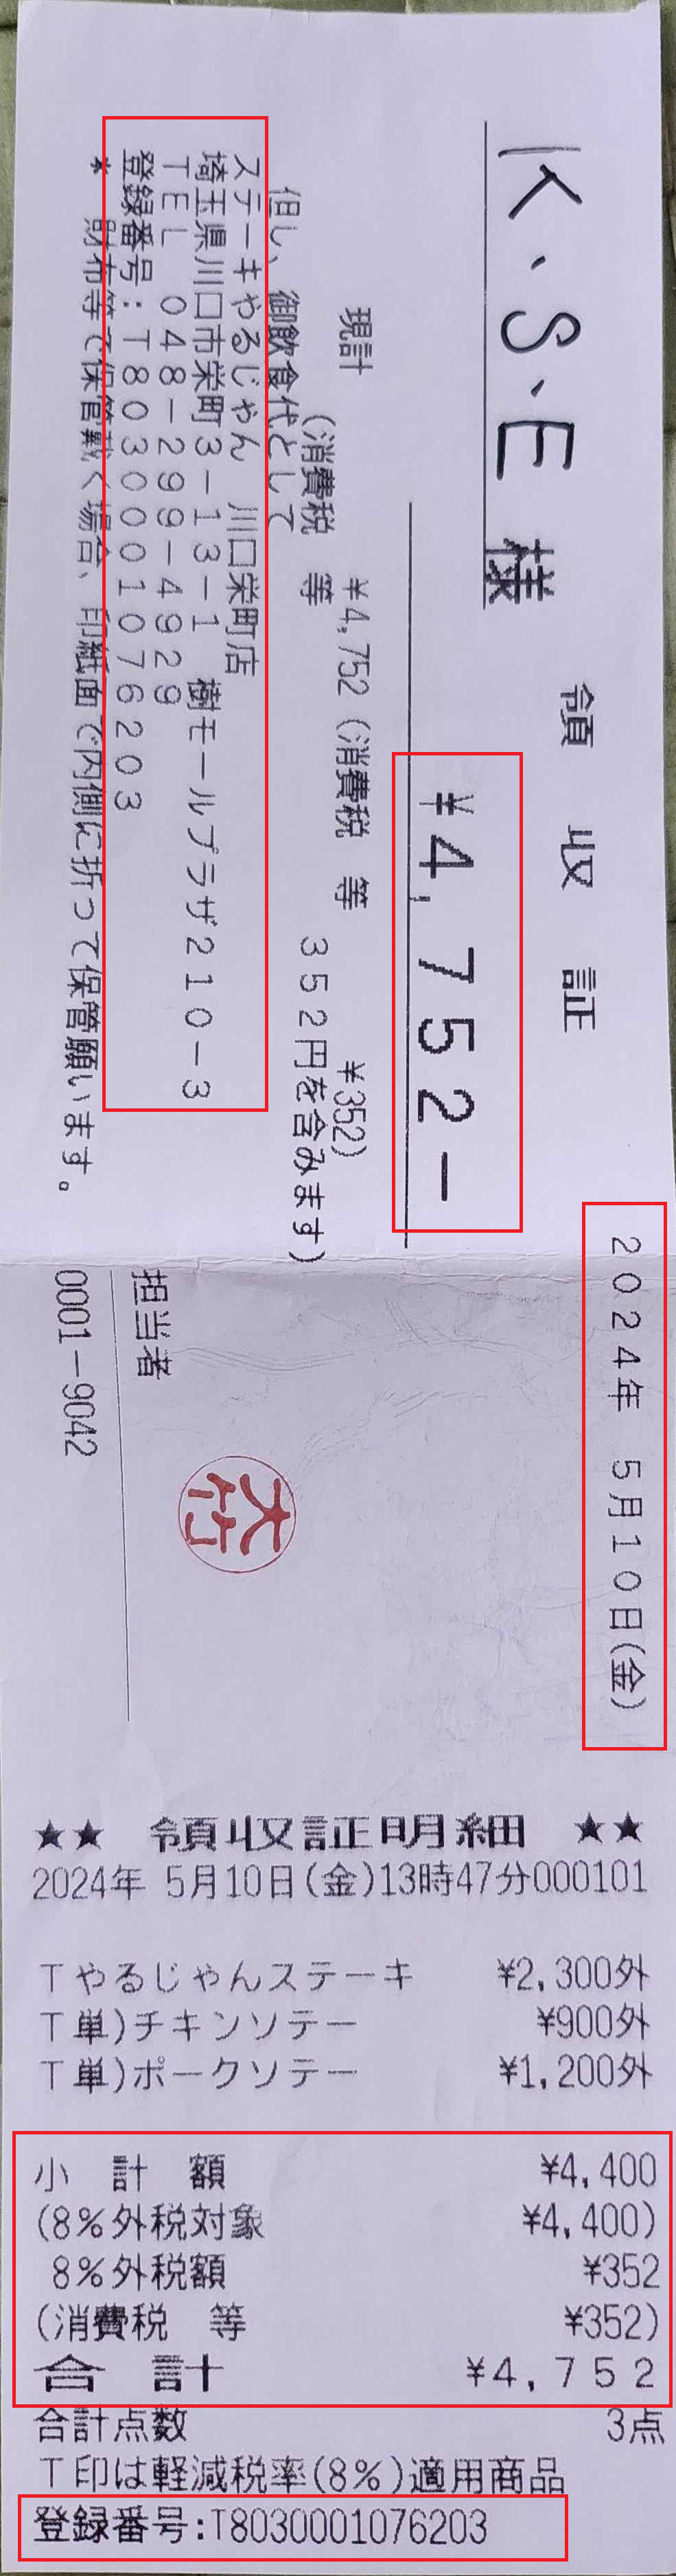 K、S、E 様
領収証
2024年 5月10日(金)
¥4,752-
現計 ¥4,752 (消費税 等 ¥352)
(消費税 等 352円を含みます)
但し、御飲食代として
ステーキやるじゃん 川口栄町店
埼玉県川口市栄町3-13-1 樹モールプラザ210-3
TEL 048-299-4929
登録番号:T8030001076203
* 財布等で保管戴く場合、印紙面で内側に折って保管願います。
担当者
0001-9042
大竹
★★ 領収証明細 ★★
2024年 5月10日(金)13時47分000101
Tやるじゃんステーキ ¥2,300外
T単)チキンソテー ¥900外
T単)ポークソテー ¥1,200外
小 計 額 ¥4,400
(8%外税対象 ¥4,400)
8%外税額 ¥352
(消費税 等 ¥352)
合 計 ¥4,752
合計点数 3点
T印は軽減税率(8%)適用商品
登録番号:T8030001076203